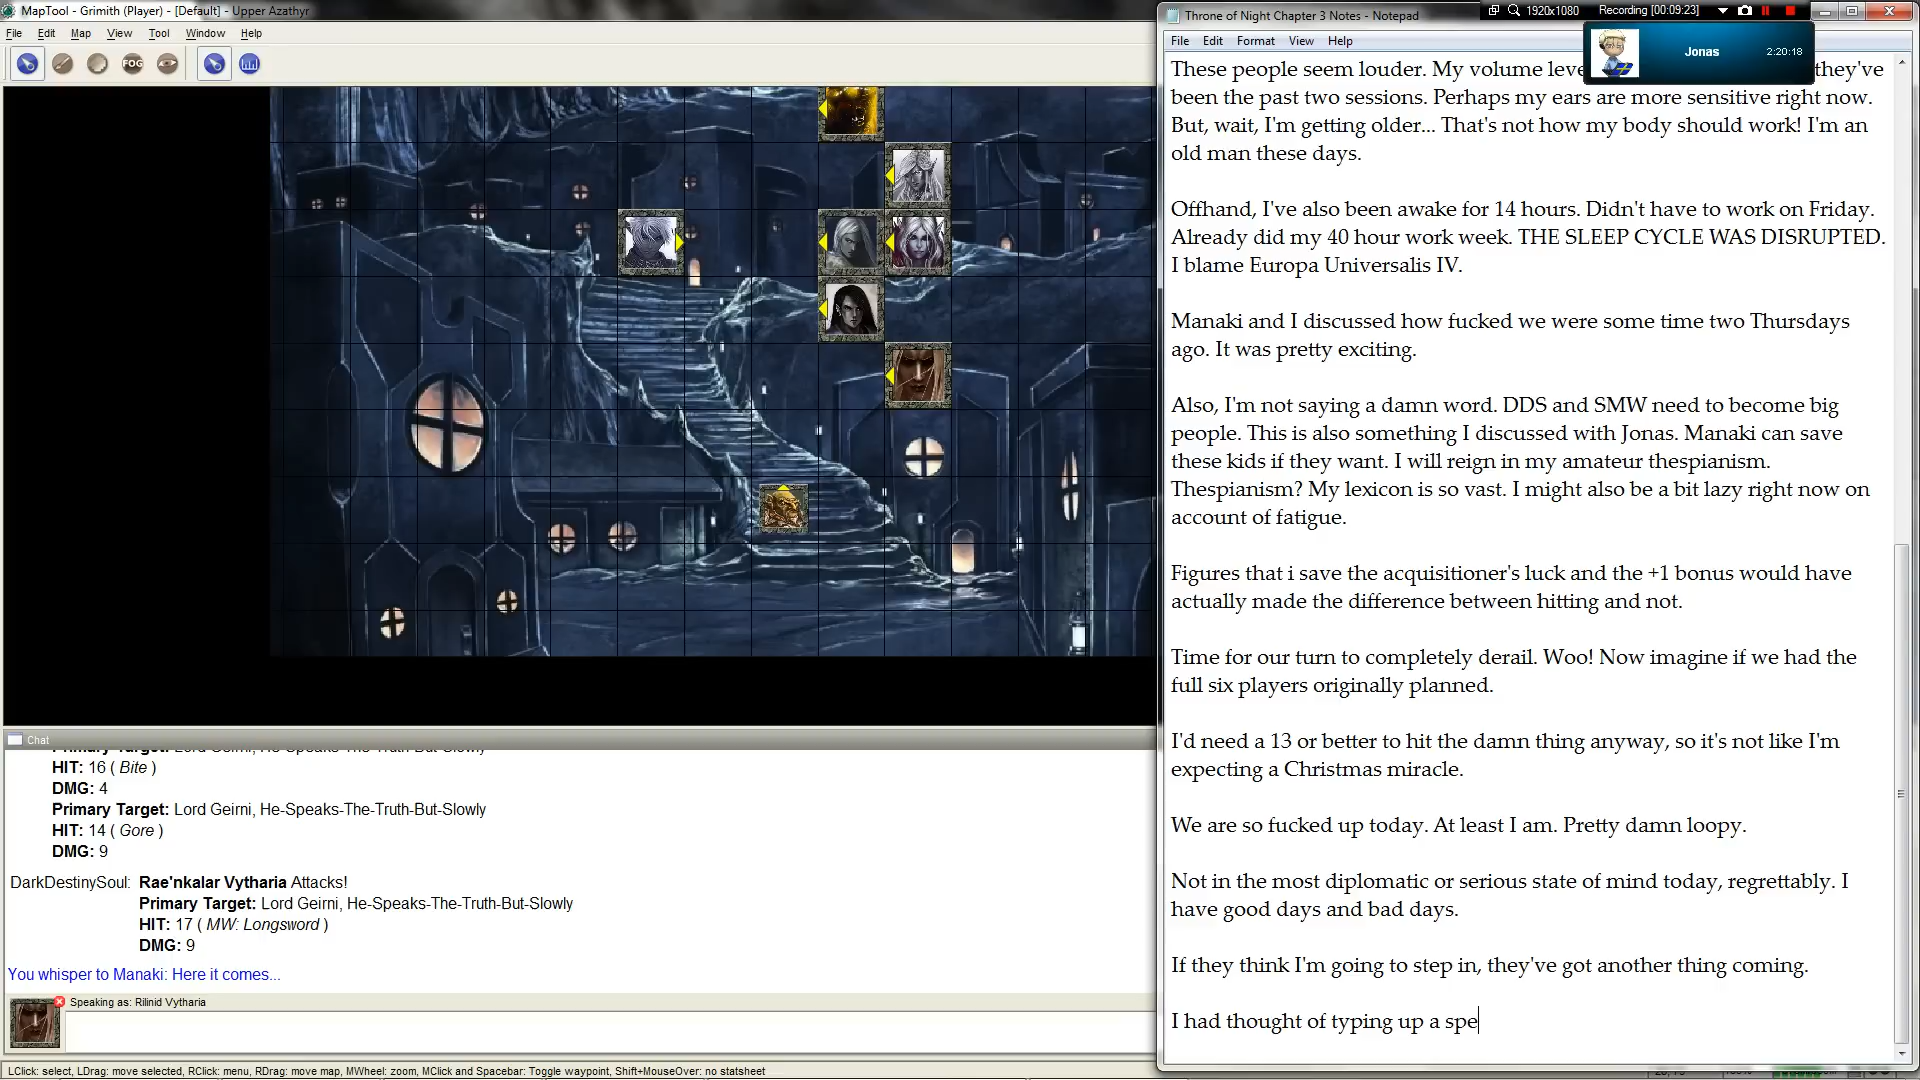 MapTool - Grimith (Player) - [Default] - Upper Azathyr
File Edit Map View Tool Window Help
FOG
Chat
HIT: 16 ( Bite )
DMG: 4
Primary Target: Lord Geirni, He-Speaks-The-Truth-But-Slowly
HIT: 14 ( Gore )
DMG: 9
DarkDestinySoul: Rae'nkalar Vytharia Attacks!
Primary Target: Lord Geirni, He-Speaks-The-Truth-But-Slowly
HIT: 17 ( MW: Longsword )
DMG: 9
You whisper to Manaki: Here it comes...
Speaking as: Rilinid Vytharia
LClick: select, LDrag: move selected, RClick: menu, RDrag: move map, MWheel: zoom, MClick and Spacebar: Toggle waypoint, Shift+MouseOver: no statsheet
Throne of Night Chapter 3 Notes - Notepad
1920x1080
Recording [00:09:23]
File Edit Format View Help
Jonas
2:20:18
These people seem louder. My volume leve they've
been the past two sessions. Perhaps my ears are more sensitive right now.
But, wait, I'm getting older... That's not how my body should work! I'm an
old man these days.
Offhand, I've also been awake for 14 hours. Didn't have to work on Friday.
Already did my 40 hour work week. THE SLEEP CYCLE WAS DISRUPTED.
I blame Europa Universalis IV.
Manaki and I discussed how fucked we were some time two Thursdays
ago. It was pretty exciting.
Also, I'm not saying a damn word. DDS and SMW need to become big
people. This is also something I discussed with Jonas. Manaki can save
these kids if they want. I will reign in my amateur thespianism.
Thespianism? My lexicon is so vast. I might also be a bit lazy right now on
account of fatigue.
Figures that i save the acquisitioner's luck and the +1 bonus would have
actually made the difference between hitting and not.
Time for our turn to completely derail. Woo! Now imagine if we had the
full six players originally planned.
I'd need a 13 or better to hit the damn thing anyway, so it's not like I'm
expecting a Christmas miracle.
We are so fucked up today. At least I am. Pretty damn loopy.
Not in the most diplomatic or serious state of mind today, regrettably. I
have good days and bad days.
If they think I'm going to step in, they've got another thing coming.
I had thought of typing up a spe